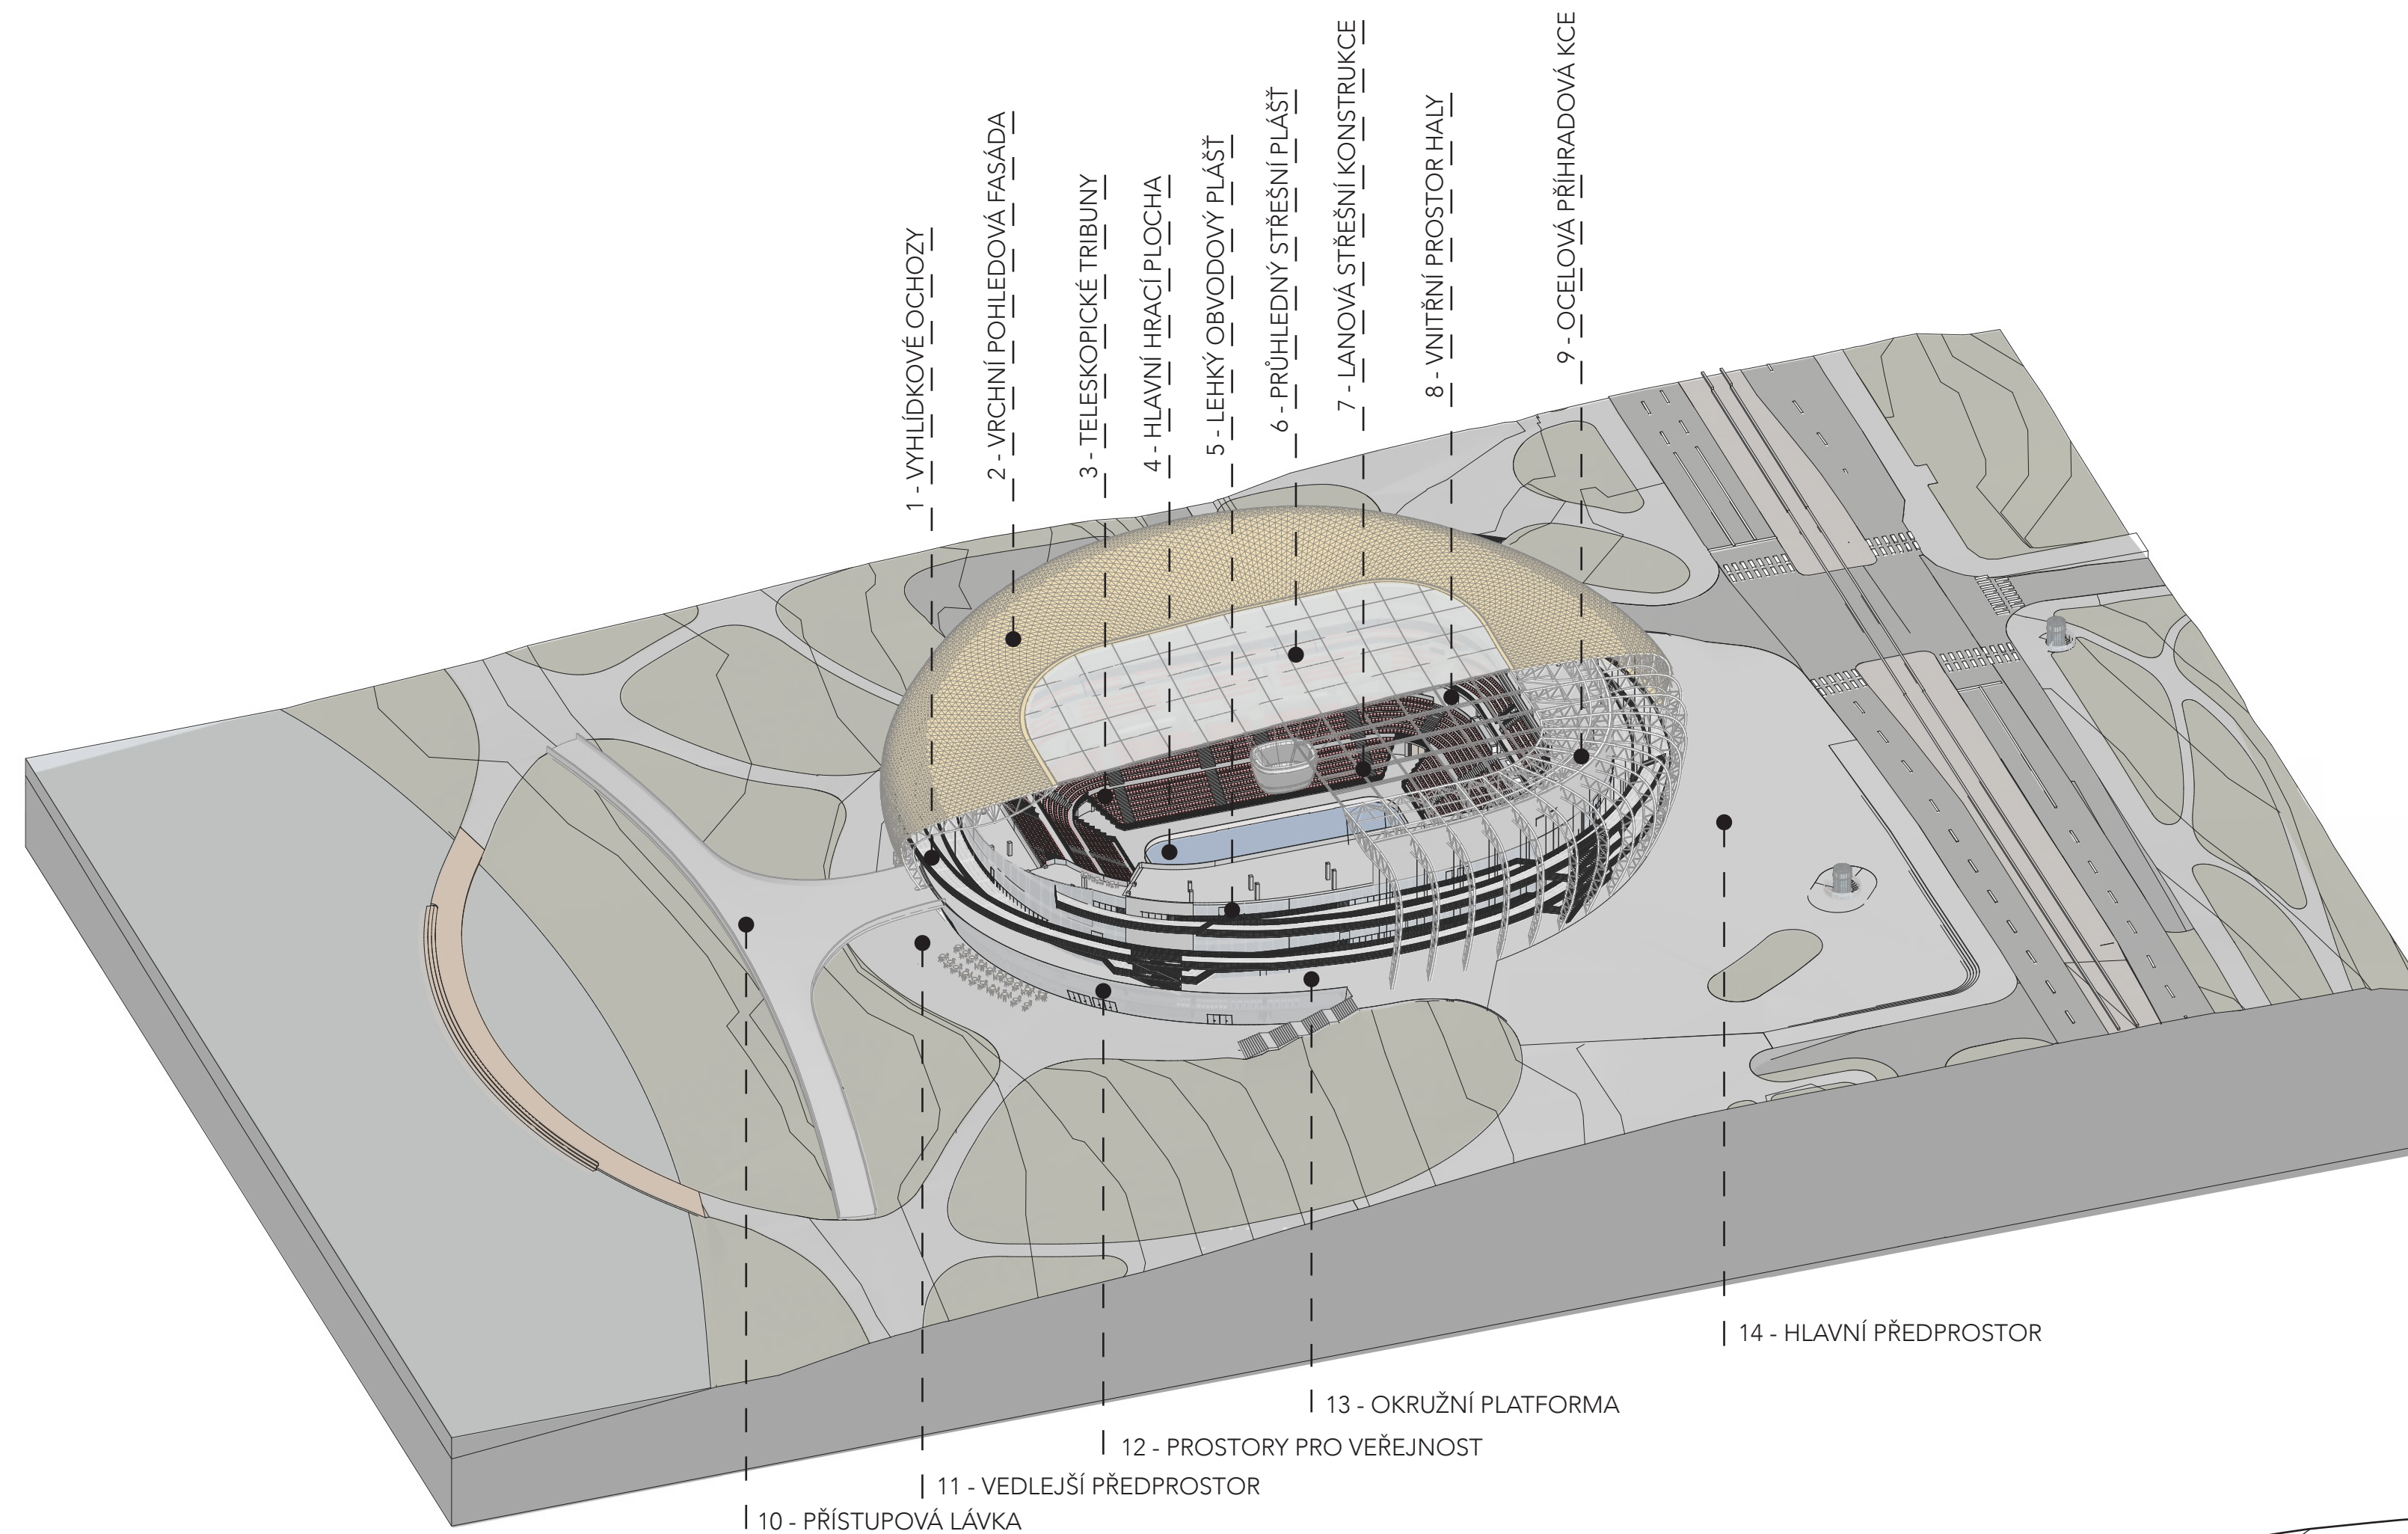 1 - VYHLÍDKOVÉ OCHOZY
2 - VRCHNÍ POHLEDOVÁ FASÁDA
3 - TELESKOPICKÉ TRIBUNY
4 - HLAVNÍ HRACÍ PLOCHA
5 - LEHKÝ OBVODOVÝ PLÁŠŤ
6 - PRŮHLEDNÝ STŘEŠNÍ PLÁŠŤ
7 - LANOVÁ STŘEŠNÍ KONSTRUKCE
8 - VNITŘNÍ PROSTOR HALY
9 - OCELOVÁ PŘÍHRADOVÁ KCE
14 - HLAVNÍ PŘEDPROSTOR
13 - OKRUŽNÍ PLATFORMA
12 - PROSTORY PRO VEŘEJNOST
11 - VEDLEJŠÍ PŘEDPROSTOR
10 - PŘÍSTUPOVÁ LÁVKA